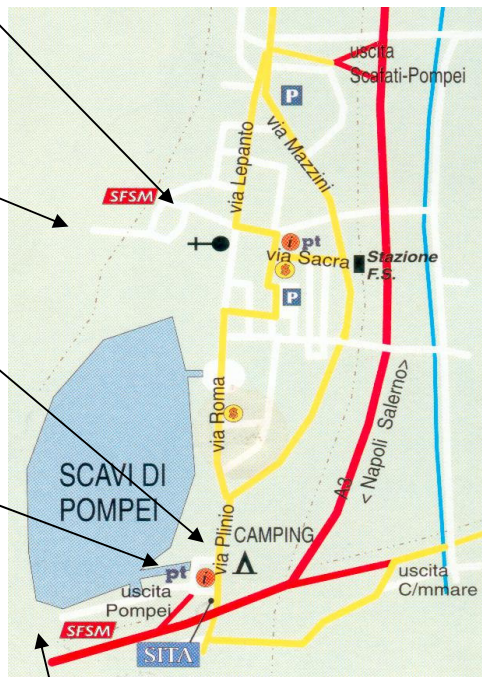 uscita
Scafati-Pompei
P
via Mazzini
via Lepanto
SFSM
i pt
via Sacra
Stazione
F.S.
P
via Roma
A3
< Napoli Salerno >
SCAVI DI
POMPEI
via Plinio
CAMPING
pt i
uscita
Pompei
uscita
C/mmare
SFSM
SITA